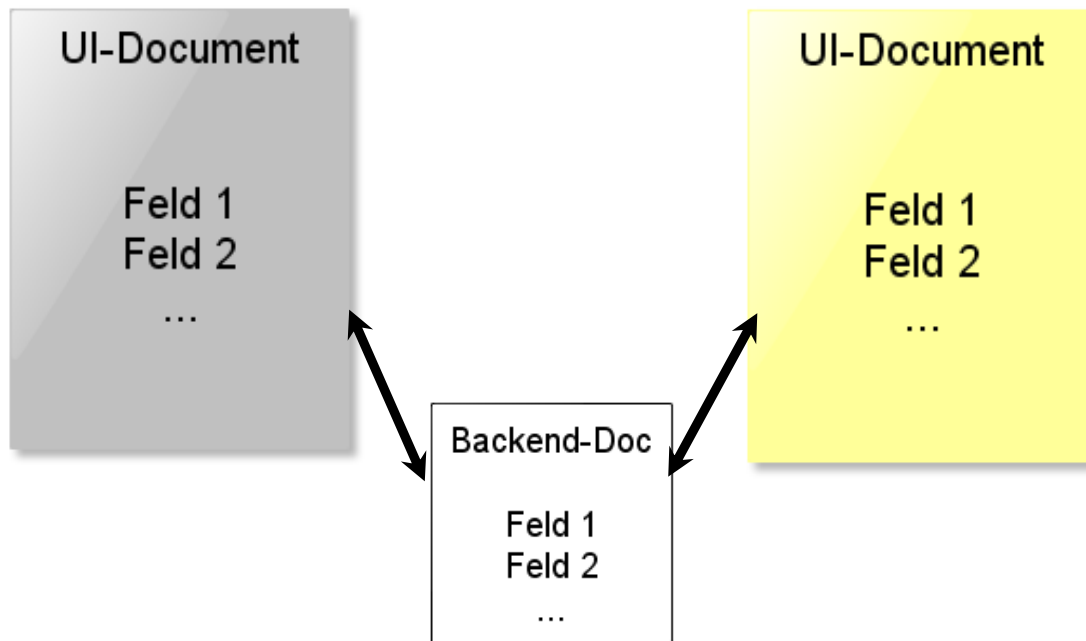 UI-Document
Feld 1
Feld 2
...
UI-Document
Feld 1
Feld 2
...
Backend-Doc
Feld 1
Feld 2
...